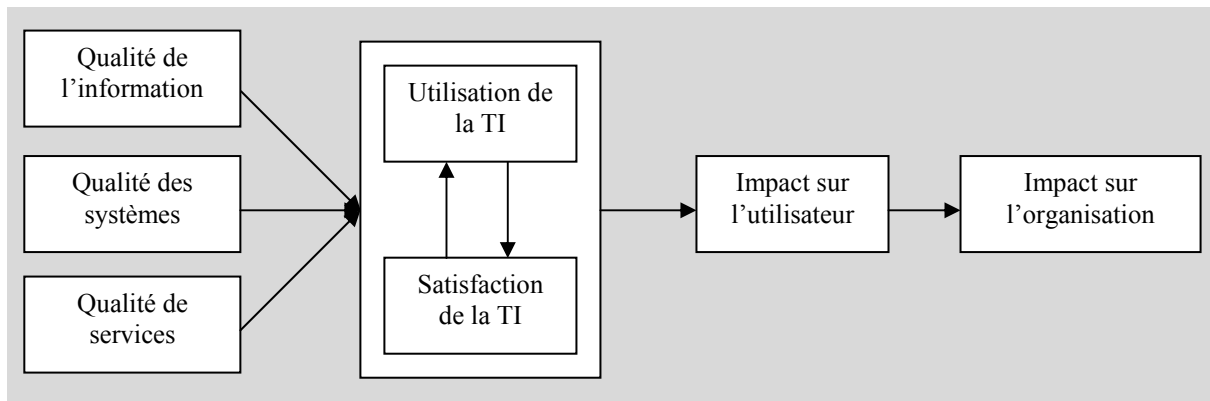 Qualité de
l’information
Qualité des
systèmes
Qualité de
services
Utilisation de
la TI
Satisfaction
de la TI
Impact sur
l’utilisateur
Impact sur
l’organisation